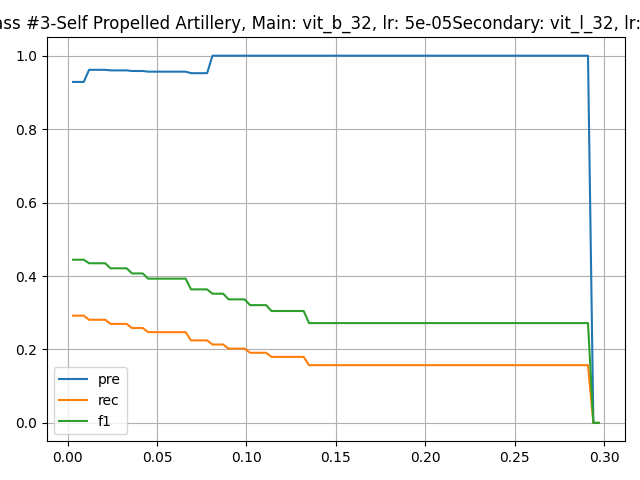 ass #3-Self Propelled Artillery, Main: vit_b_32, lr: 5e-05Secondary: vit_l_32, lr:
1.0
0.8
0.6
0.4
0.2
0.0
pre
rec
f1
0.00 0.05 0.10 0.15 0.20 0.25 0.30